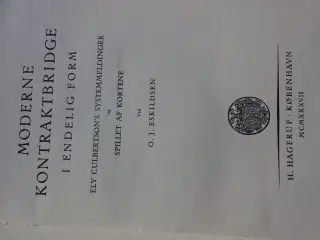 MODERNE
KONTRAKTBRIDGE
I ENDELIG FORM
ELY CULBERTSON'S SYSTEMMELDINGER
og
SPILLET AF KORTENE
ved
O. J. ESKILDSEN
H. HAGERUP · KØBENHAVN
MCMXXXVII